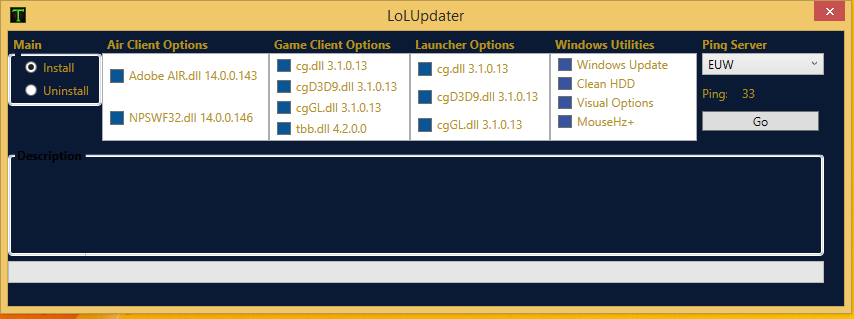 LoLUpdater
Main
Install
Uninstall
Air Client Options
Adobe AIR.dll 14.0.0.143
NPSWF32.dll 14.0.0.146
Game Client Options
cg.dll 3.1.0.13
cgD3D9.dll 3.1.0.13
cgGL.dll 3.1.0.13
tbb.dll 4.2.0.0
Launcher Options
cg.dll 3.1.0.13
cgD3D9.dll 3.1.0.13
cgGL.dll 3.1.0.13
Windows Utilities
Windows Update
Clean HDD
Visual Options
MouseHz+
Ping Server
EUW
Ping: 33
Go
Description